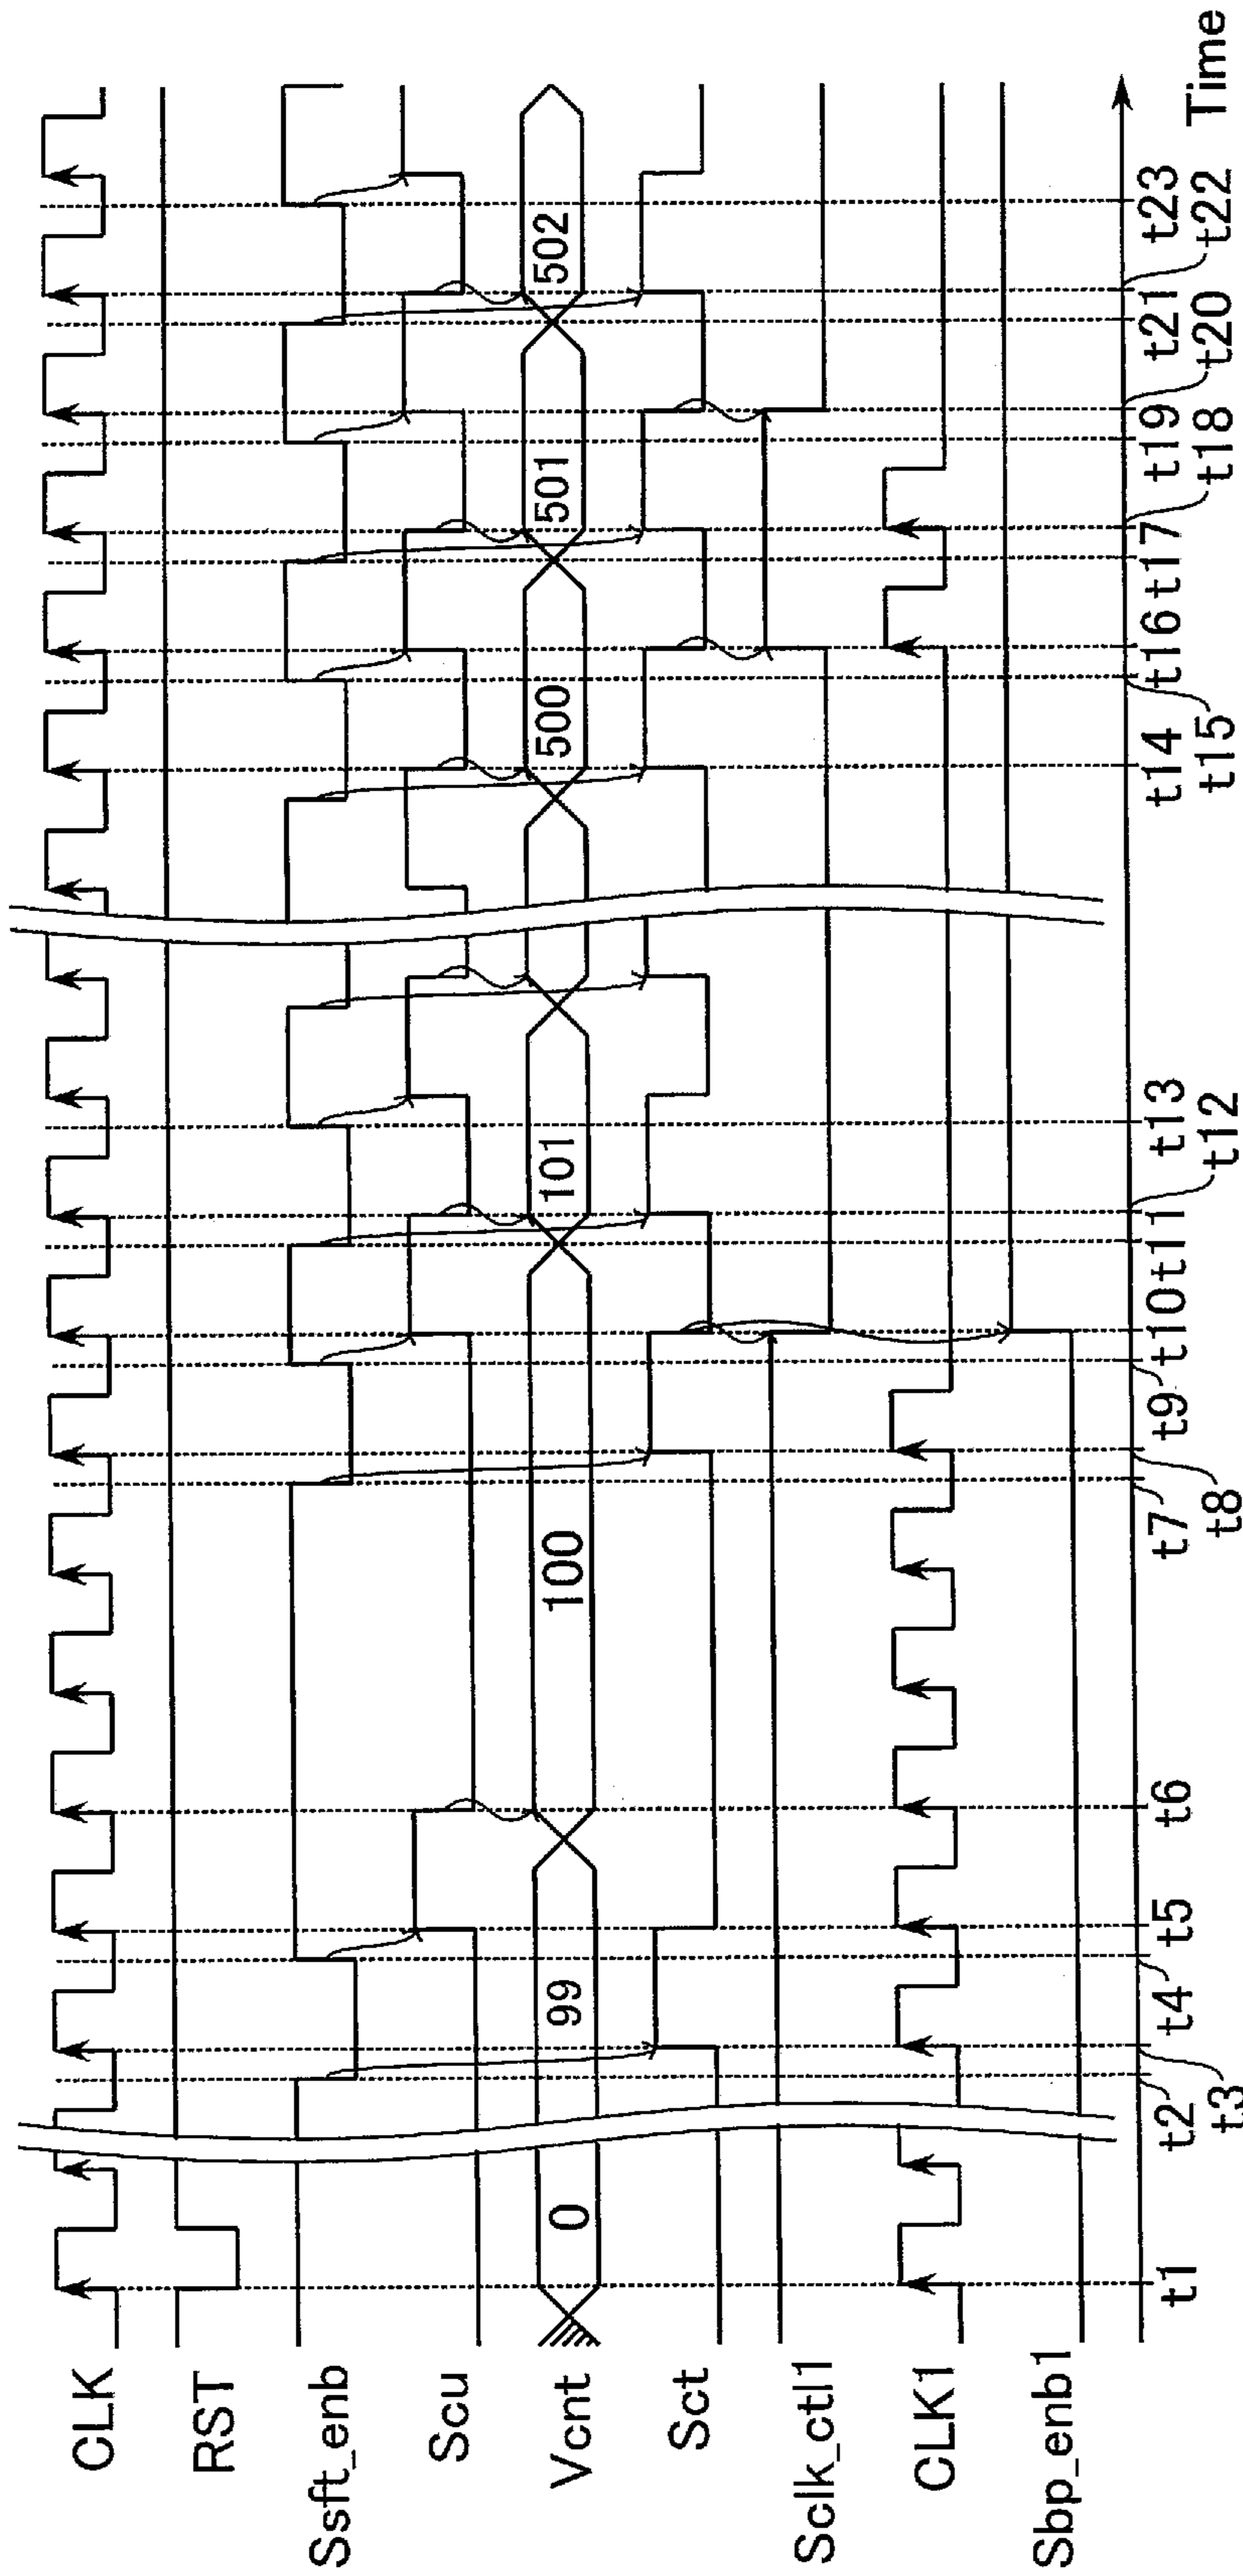 CLK
RST
Ssft_enb
Scu
Vcnt
0
99
100
101
500
501
502
Sct
Sclk_ctl1
CLK1
Sbp_enb1
t1
t2
t3
t4
t5
t6
t7
t8
t9
t10
t11
t12
t13
t14
t15
t16
t17
t18
t19
t20
t21
t22
t23
Time